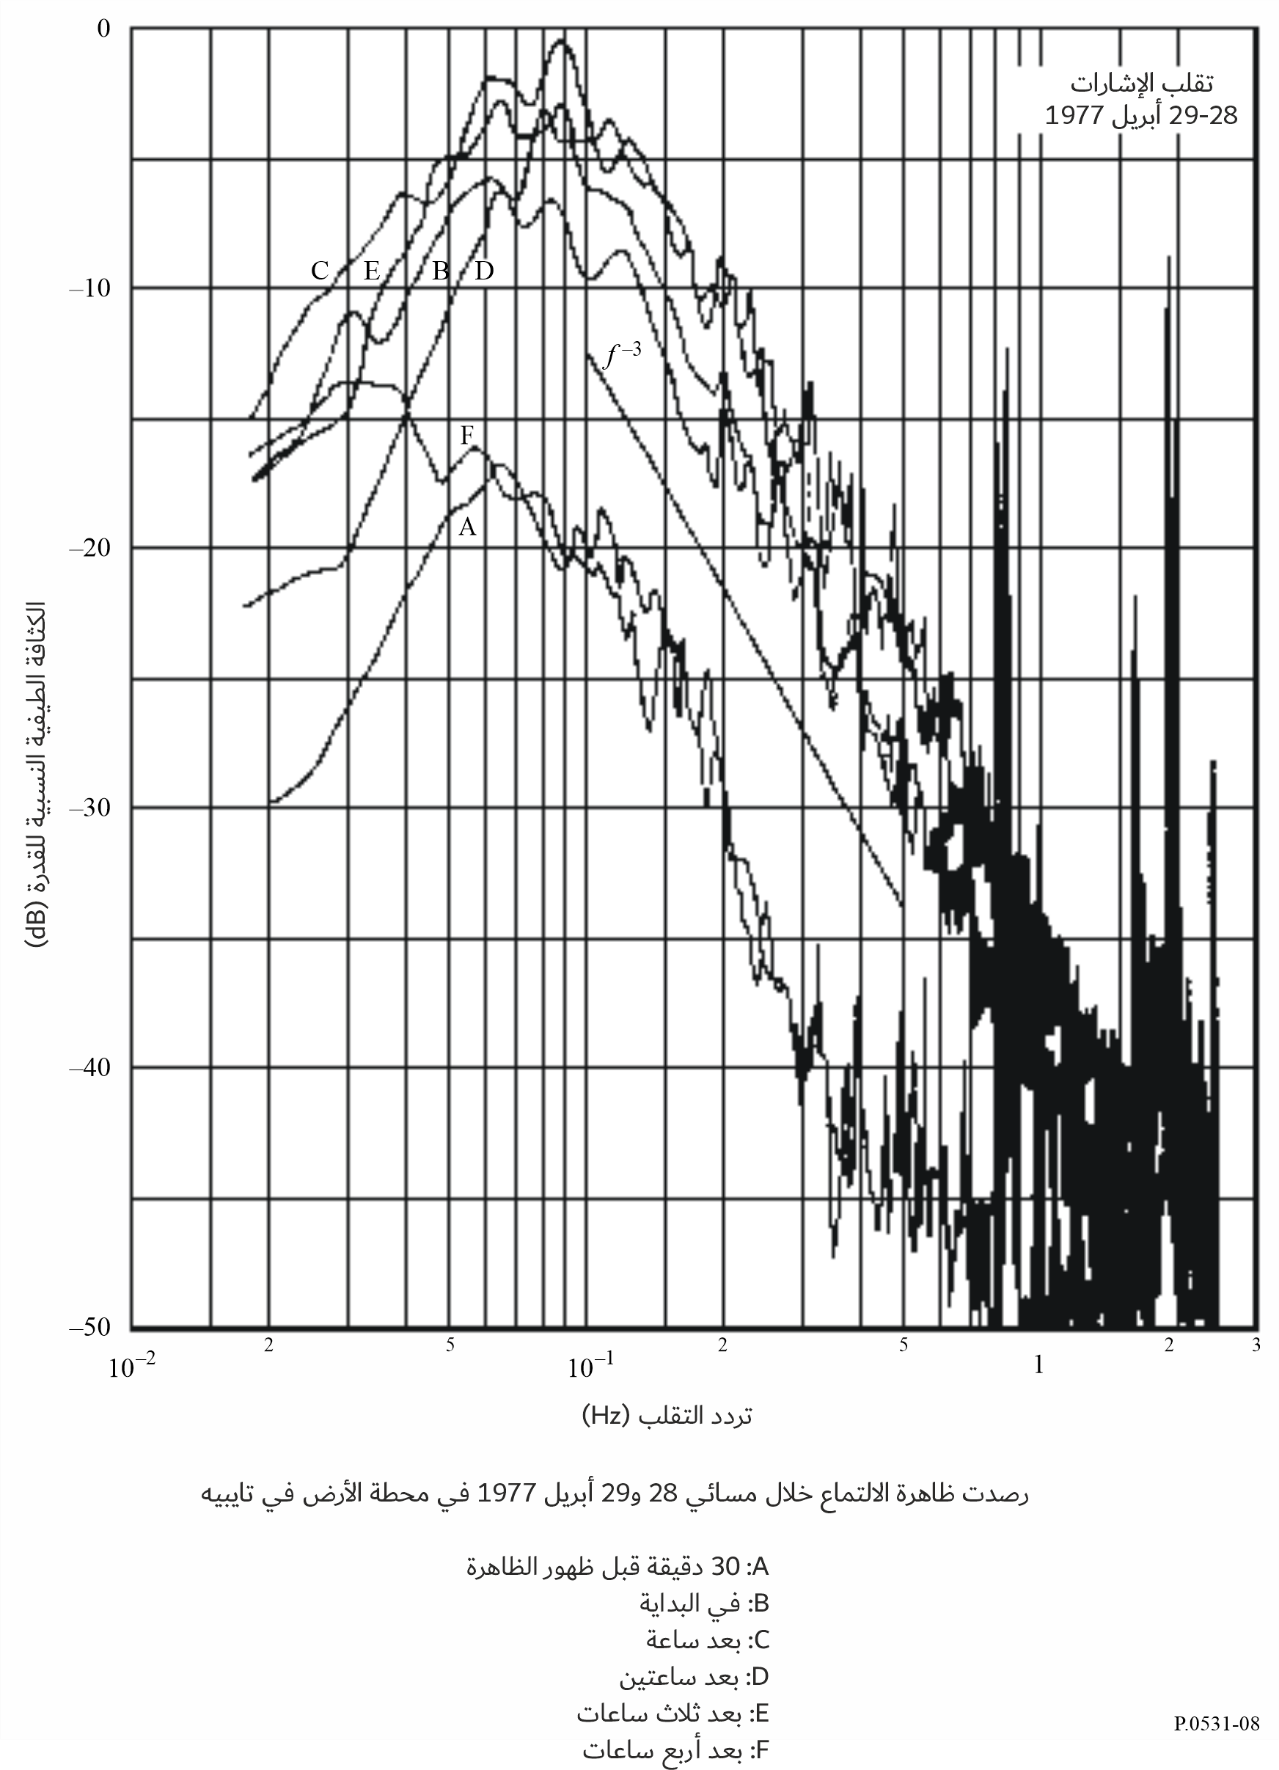 0
تقلب الإشارات
28-29 أبريل 1977
C
E
B
D
–10
f –3
F
A
–20
الكثافة الطيفية النسبية للقدرة (dB)
–30
–40
–50
10–2
2
5
10–1
2
5
1
2
3
تردد التقلب (Hz)
رصدت ظاهرة الالتماع خلال مسائي 28 و29 أبريل 1977 في محطة الأرض في تايبيه
A: 30 دقيقة قبل ظهور الظاهرة
B: في البداية
C: بعد ساعة
D: بعد ساعتين
E: بعد ثلاث ساعات
F: بعد أربع ساعات
P.0531-08